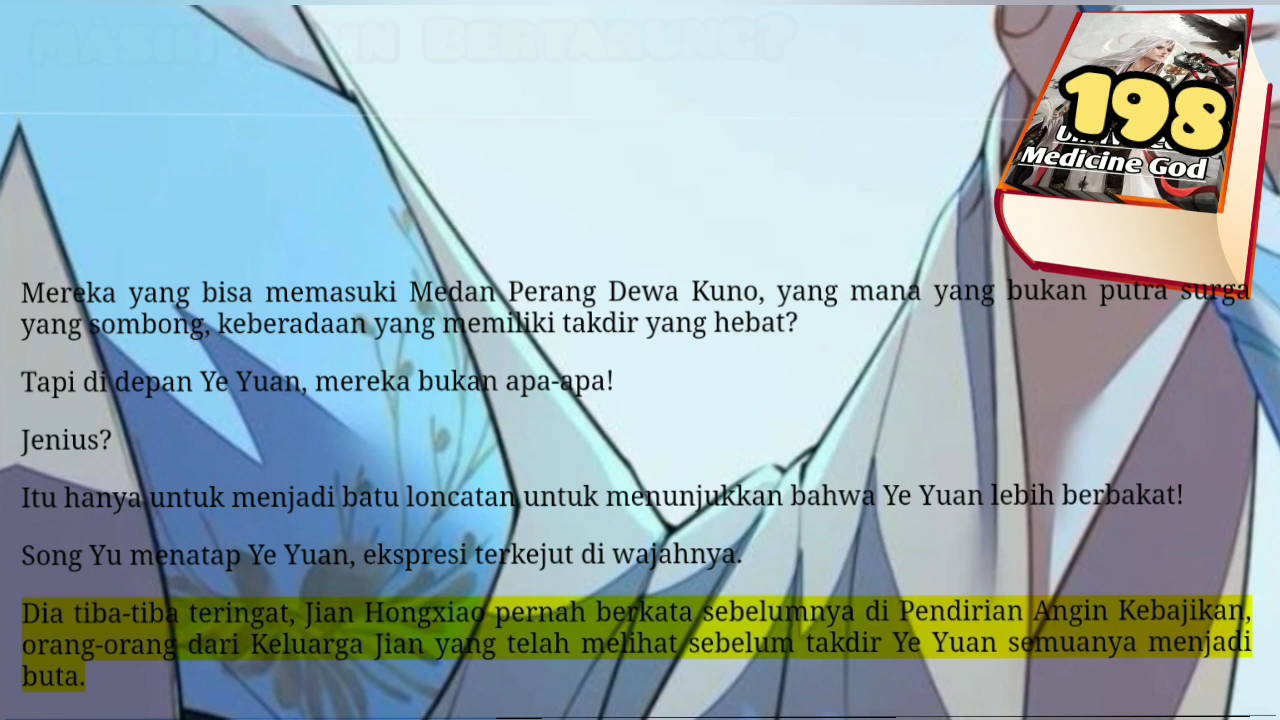 MASIH INGIN BERTARUNG?
198
Medicine God
Mereka yang bisa memasuki Medan Perang Dewa Kuno, yang mana yang bukan putra surga
yang sombong, keberadaan yang memiliki takdir yang hebat?
Tapi di depan Ye Yuan, mereka bukan apa-apa!
Jenius?
Itu hanya untuk menjadi batu loncatan untuk menunjukkan bahwa Ye Yuan lebih berbakat!
Song Yu menatap Ye Yuan, ekspresi terkejut di wajahnya.
Dia tiba-tiba teringat, Jian Hongxiao pernah berkata sebelumnya di Pendirian Angin Kebajikan,
orang-orang dari Keluarga Jian yang telah melihat sebelum takdir Ye Yuan semuanya menjadi
buta.